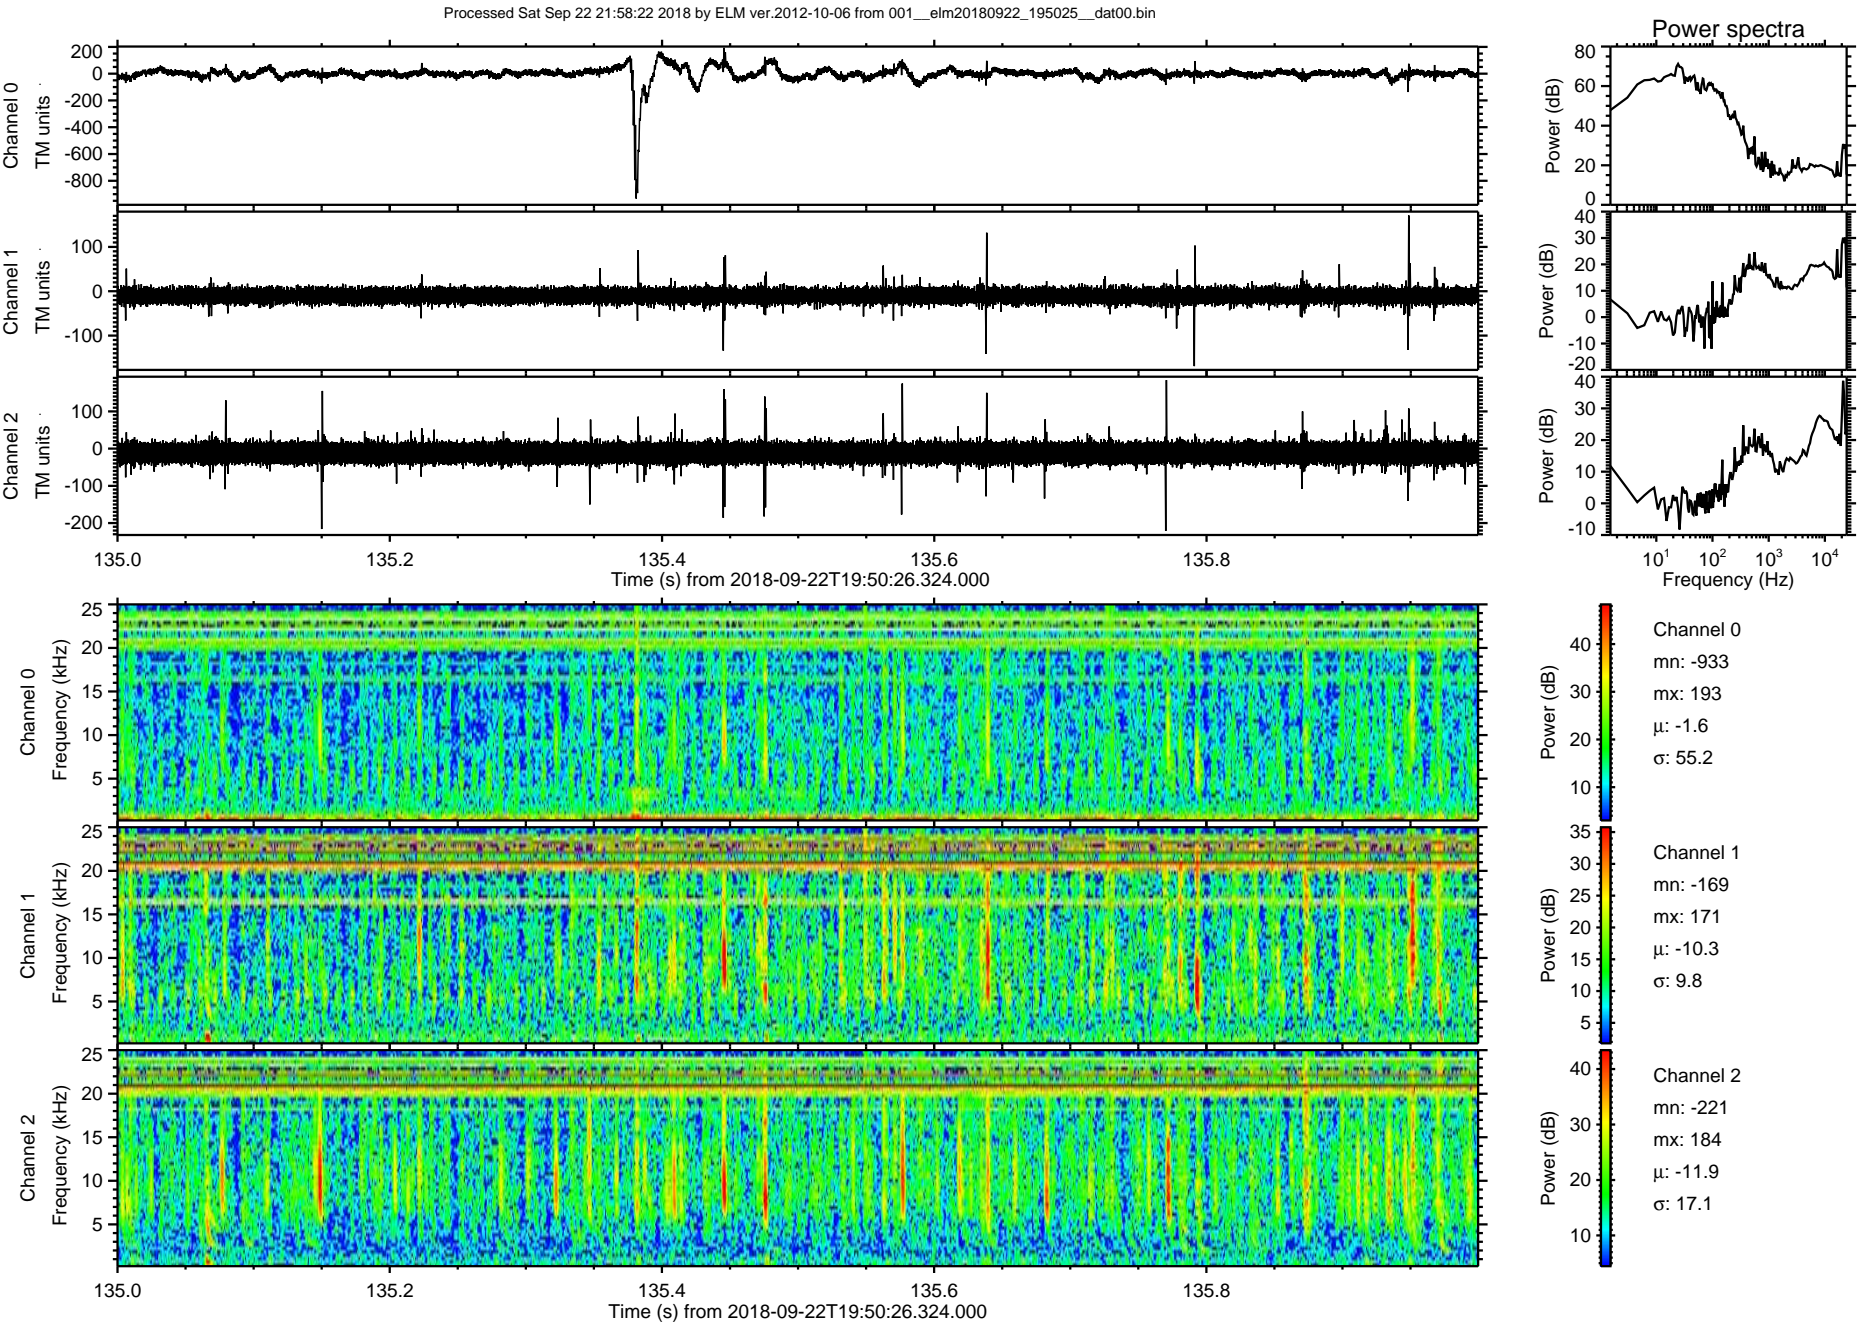 Processed Sat Sep 22 21:58:22 2018 by ELM ver.2012-10-06 from 001__elm20180922_195025__dat00.bin
Power spectra
Channel 0
TM units
200
0
-200
-400
-600
-800
Power (dB)
80
60
40
20
0
Channel 1
TM units
100
0
-100
Power (dB)
40
30
20
10
0
-10
-20
Channel 2
TM units
100
0
-100
-200
Power (dB)
40
30
20
10
0
-10
135.0 135.2 135.4 135.6 135.8
Time (s) from 2018-09-22T19:50:26.324.000
10^1 10^2 10^3 10^4
Frequency (Hz)
Channel 0
Frequency (kHz)
25
20
15
10
5
Power (dB)
40
30
20
10
Channel 0
mn: -933
mx: 193
μ: -1.6
σ: 55.2
Channel 1
Frequency (kHz)
25
20
15
10
5
Power (dB)
35
30
25
20
15
10
5
Channel 1
mn: -169
mx: 171
μ: -10.3
σ: 9.8
Channel 2
Frequency (kHz)
25
20
15
10
5
Power (dB)
40
30
20
10
Channel 2
mn: -221
mx: 184
μ: -11.9
σ: 17.1
135.0 135.2 135.4 135.6 135.8
Time (s) from 2018-09-22T19:50:26.324.000